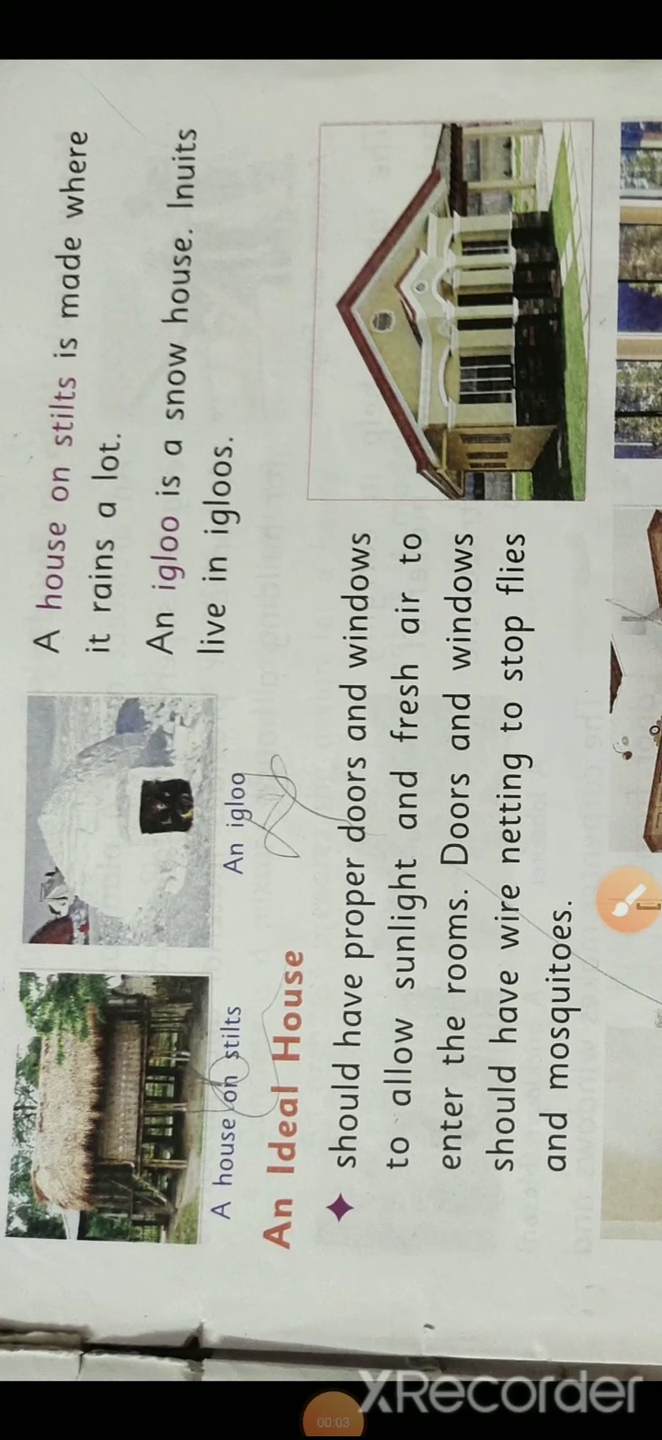 A house on stilts is made where
it rains a lot.
An igloo is a snow house. Inuits
live in igloos.
A house on stilts
An igloo
An Ideal House
should have proper doors and windows
to allow sunlight and fresh air to
enter the rooms. Doors and windows
should have wire netting to stop flies
and mosquitoes.
00:03
XRecorder